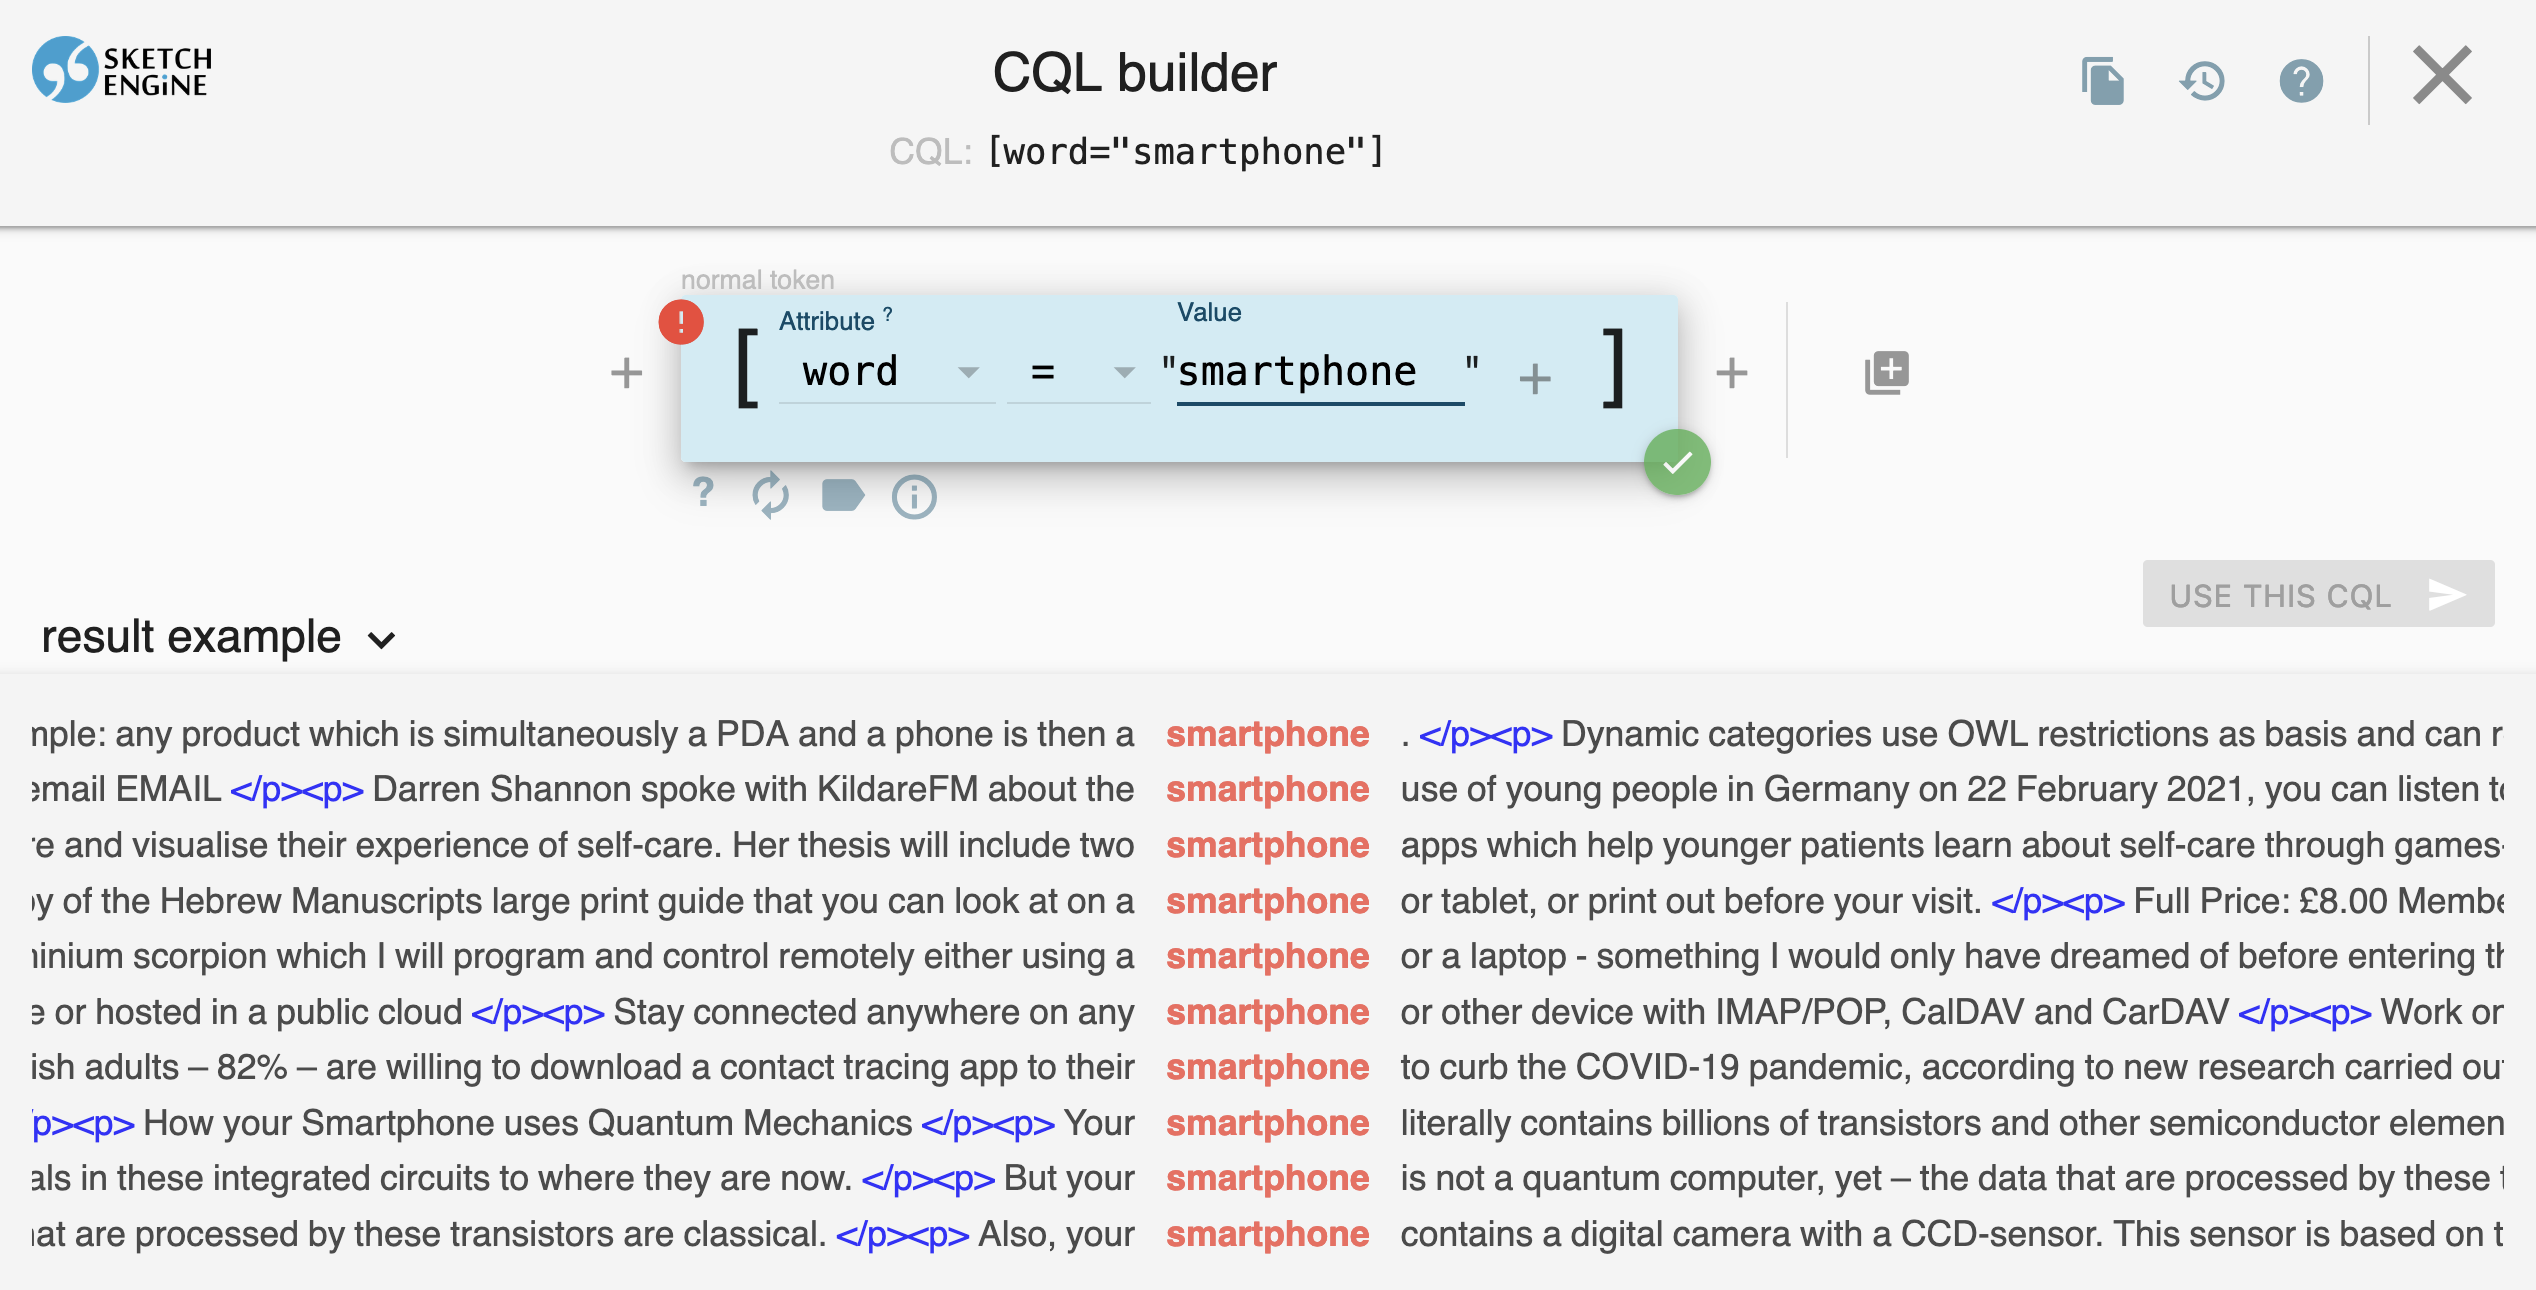 SKETCH
ENGiNE
CQL builder
CQL: [word="smartphone"]
normal token
Attribute ?
Value
[ word = "smartphone " + ]
USE THIS CQL
result example
any product which is simultaneously a PDA and a phone is then a smartphone . </p><p> Dynamic categories use OWL restrictions as basis and can
EMAIL </p><p> Darren Shannon spoke with KildareFM about the smartphone use of young people in Germany on 22 February 2021, you can listen
and visualise their experience of self-care. Her thesis will include two smartphone apps which help younger patients learn about self-care through games-
of the Hebrew Manuscripts large print guide that you can look at on a smartphone or tablet, or print out before your visit. </p><p> Full Price: £8.00
scorpion which I will program and control remotely either using a smartphone or a laptop - something I would only have dreamed of before entering
e or hosted in a public cloud </p><p> Stay connected anywhere on any smartphone or other device with IMAP/POP, CalDAV and CarDAV </p><p> Work
ish adults – 82% – are willing to download a contact tracing app to their smartphone to curb the COVID-19 pandemic, according to new research carried
/p><p> How your Smartphone uses Quantum Mechanics </p><p> Your smartphone literally contains billions of transistors and other semiconductor elemen
als in these integrated circuits to where they are now. </p><p> But your smartphone is not a quantum computer, yet – the data that are processed by these
at are processed by these transistors are classical. </p><p> Also, your smartphone contains a digital camera with a CCD-sensor. This sensor is based on t